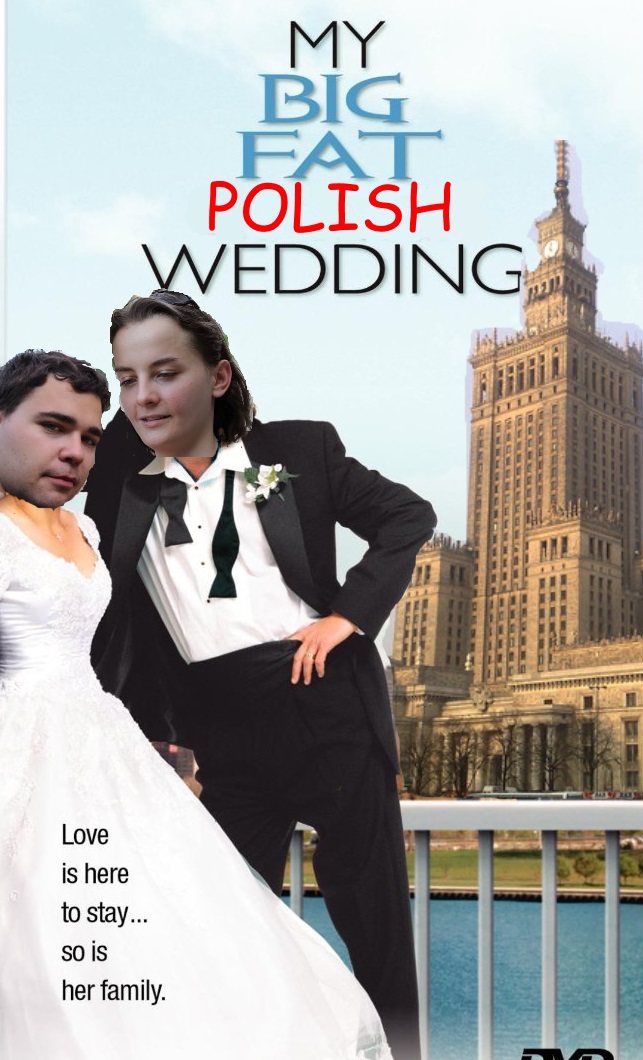 MY
BIG
FAT
POLISH
WEDDING
Love
is here
to stay...
so is
her family.